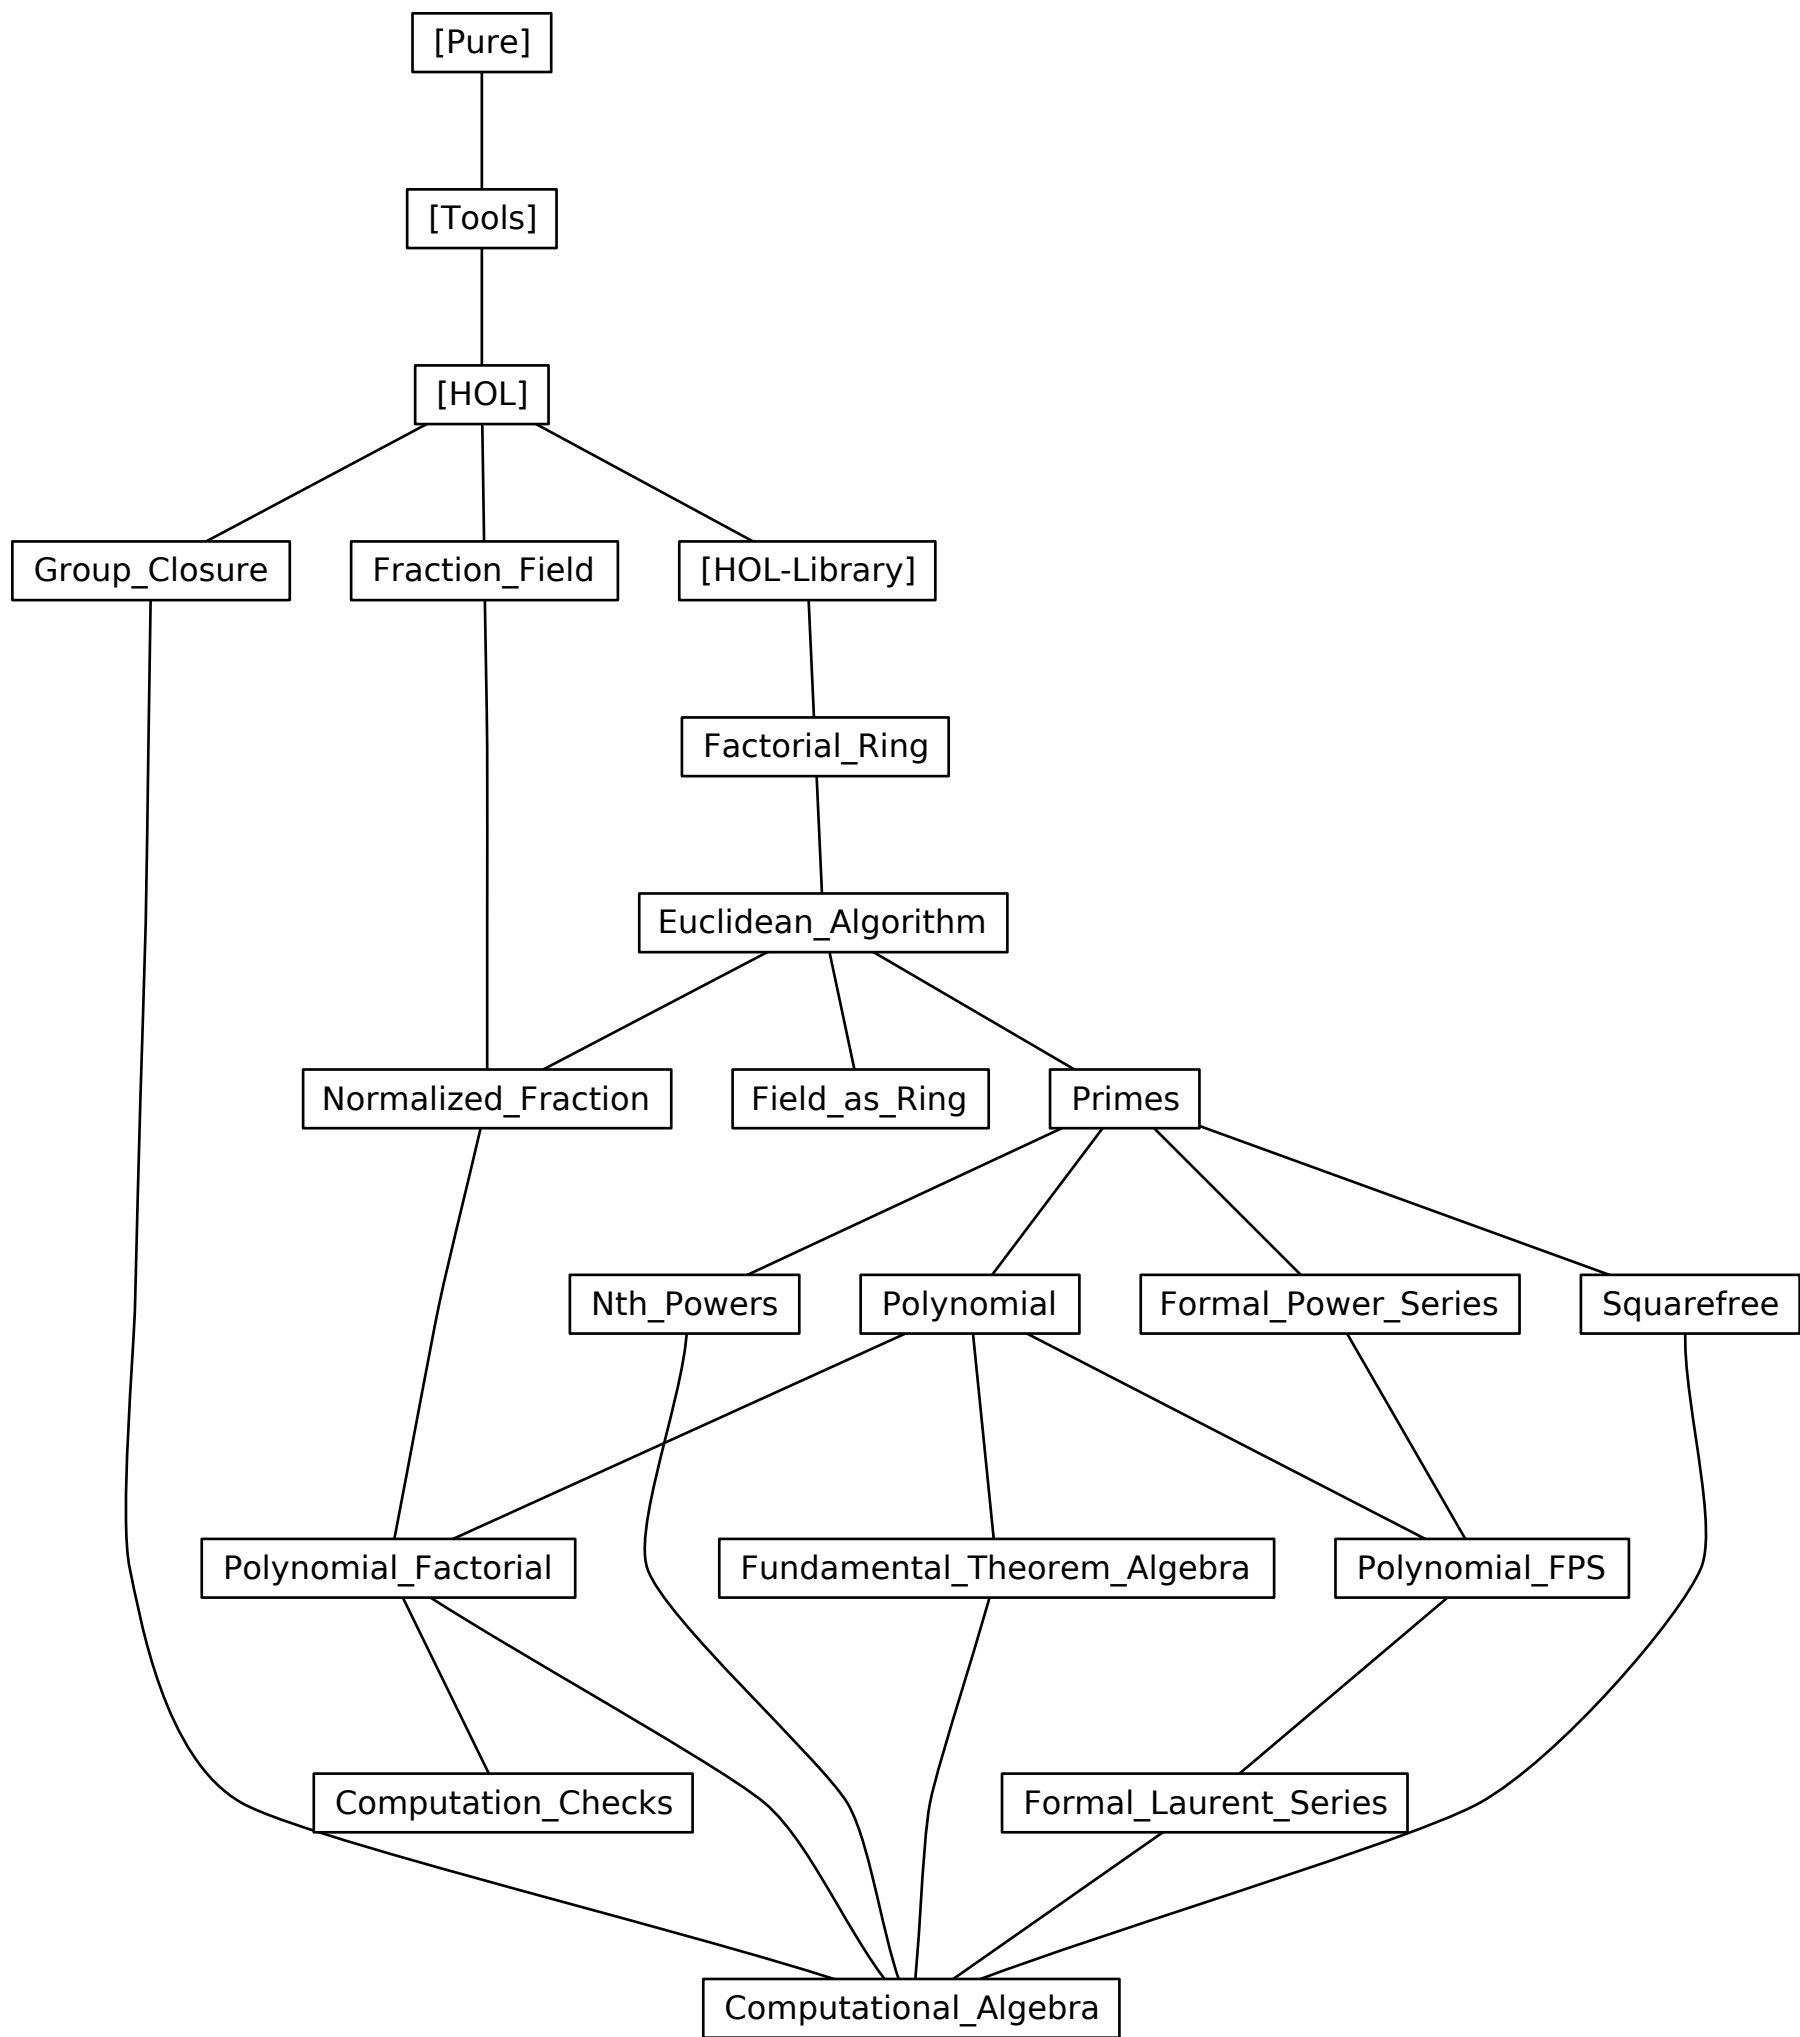 [Pure]
[Tools]
[HOL]
Group_Closure
Fraction_Field
[HOL-Library]
Factorial_Ring
Euclidean_Algorithm
Normalized_Fraction
Field_as_Ring
Primes
Nth_Powers
Polynomial
Formal_Power_Series
Squarefree
Polynomial_Factorial
Fundamental_Theorem_Algebra
Polynomial_FPS
Computation_Checks
Formal_Laurent_Series
Computational_Algebra